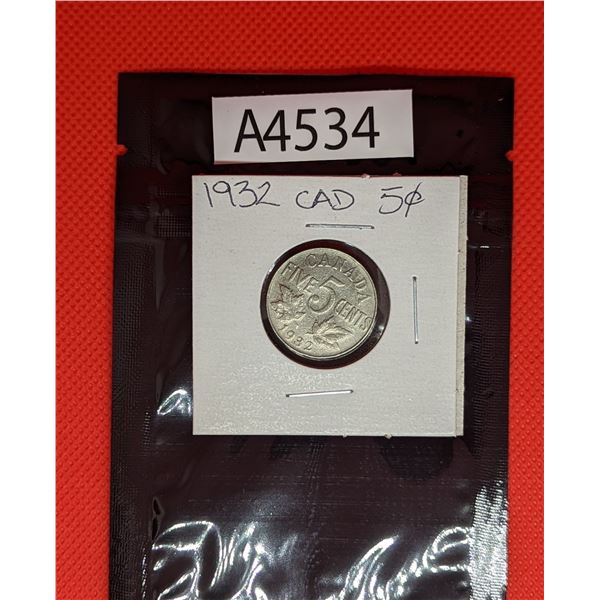 A4534
1932 CAD 5¢
CANADA
FIVE 5 CENTS
1932